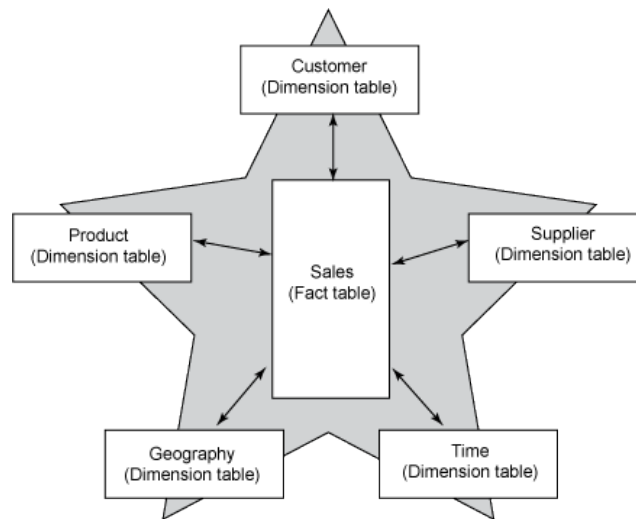 Customer
(Dimension table)
Product
(Dimension table)
Supplier
(Dimension table)
Sales
(Fact table)
Geography
(Dimension table)
Time
(Dimension table)